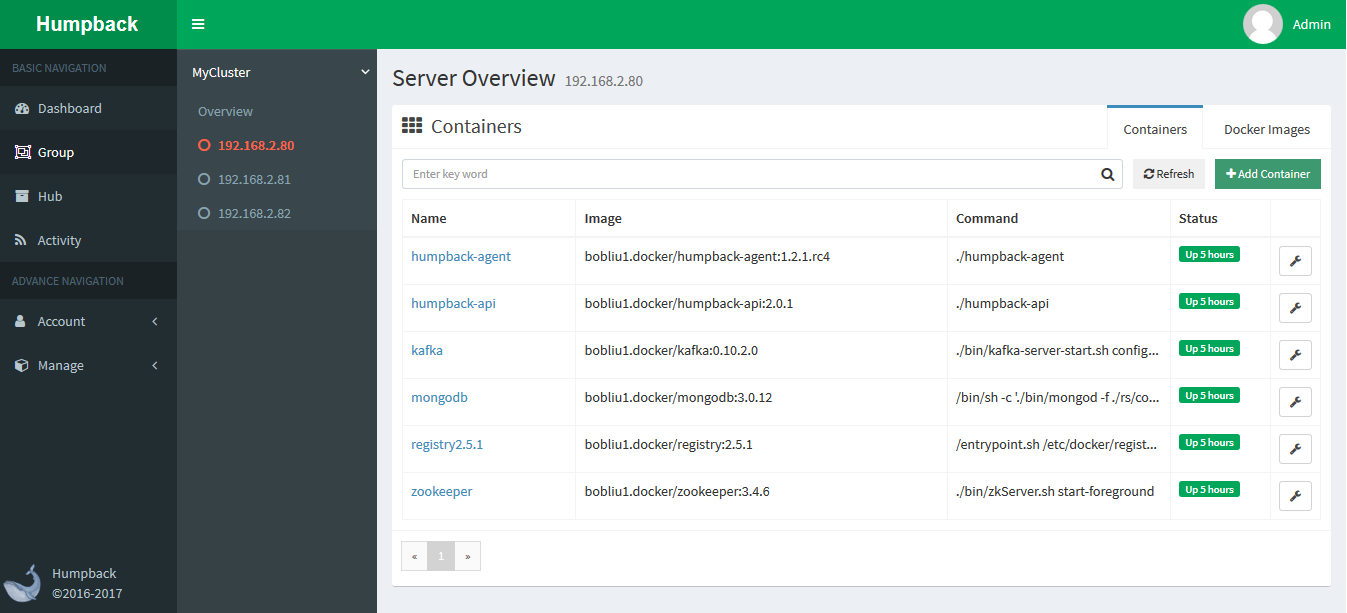 Humpback
Admin
BASIC NAVIGATION
Dashboard
Group
Hub
Activity
ADVANCE NAVIGATION
Account
Manage
Humpback
©2016-2017
MyCluster
Overview
192.168.2.80
192.168.2.81
192.168.2.82
Server Overview 192.168.2.80
Containers
Containers Docker Images
Enter key word Refresh Add Container
Name Image Command Status
humpback-agent bobliu1.docker/humpback-agent:1.2.1.rc4 ./humpback-agent Up 5 hours
humpback-api bobliu1.docker/humpback-api:2.0.1 ./humpback-api Up 5 hours
kafka bobliu1.docker/kafka:0.10.2.0 ./bin/kafka-server-start.sh config... Up 5 hours
mongodb bobliu1.docker/mongodb:3.0.12 /bin/sh -c './bin/mongod -f ./rs/co... Up 5 hours
registry2.5.1 bobliu1.docker/registry:2.5.1 /entrypoint.sh /etc/docker/regist... Up 5 hours
zookeeper bobliu1.docker/zookeeper:3.4.6 ./bin/zkServer.sh start-foreground Up 5 hours
« 1 »